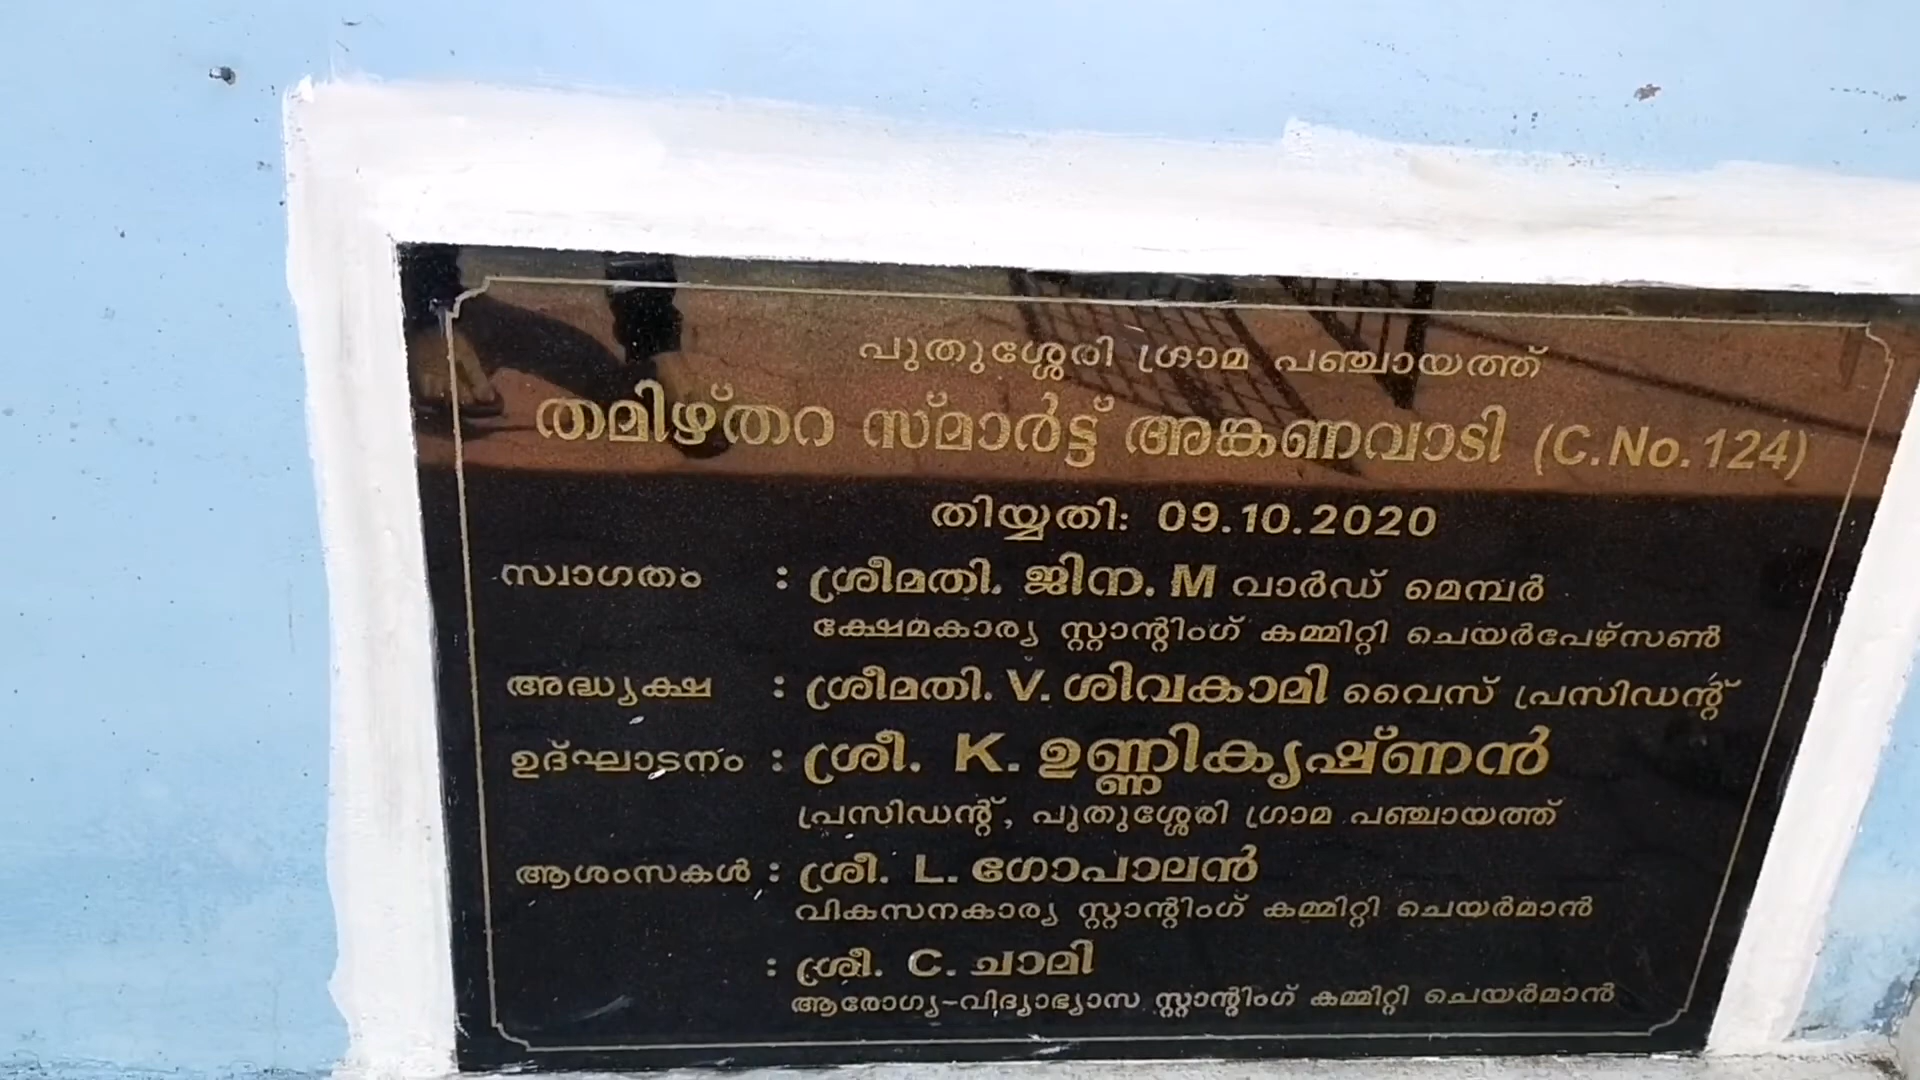 പുതുശ്ശേരി ഗ്രാമ പഞ്ചായത്ത്
തമിഴ്തറ സ്മാർട്ട് അങ്കണവാടി (C.No.124)
തിയ്യതി: 09.10.2020
സ്വാഗതം : ശ്രീമതി. ജിന. M വാർഡ് മെമ്പർ
ക്ഷേമകാര്യ സ്റ്റാന്റിംഗ് കമ്മിറ്റി ചെയർപേഴ്സൺ
അദ്ധ്യക്ഷ : ശ്രീമതി. V. ശിവകാമി വൈസ് പ്രസിഡന്റ്
ഉദ്ഘാടനം : ശ്രീ. K. ഉണ്ണികൃഷ്ണൻ
പ്രസിഡന്റ്, പുതുശ്ശേരി ഗ്രാമ പഞ്ചായത്ത്
ആശംസകൾ : ശ്രീ. L. ഗോപാലൻ
വികസനകാര്യ സ്റ്റാന്റിംഗ് കമ്മിറ്റി ചെയർമാൻ
: ശ്രീ. C. ചാമി
ആരോഗ്യ-വിദ്യാഭ്യാസ സ്റ്റാന്റിംഗ് കമ്മിറ്റി ചെയർമാൻ